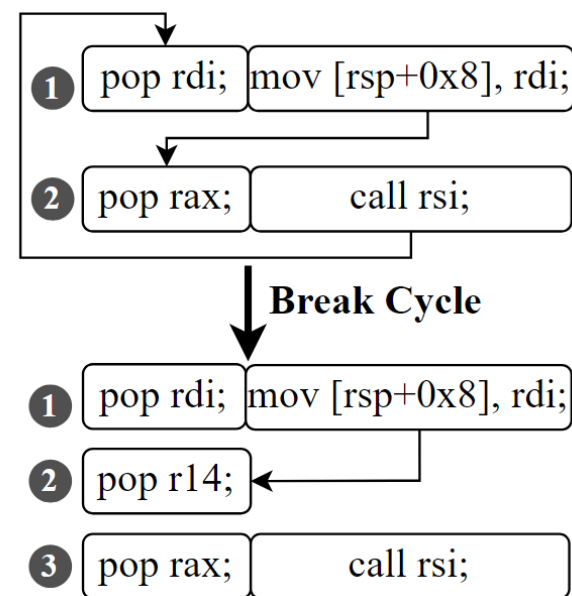 1 pop rdi; mov [rsp+0x8], rdi;
2 pop rax; call rsi;
Break Cycle
1 pop rdi; mov [rsp+0x8], rdi;
2 pop r14;
3 pop rax; call rsi;